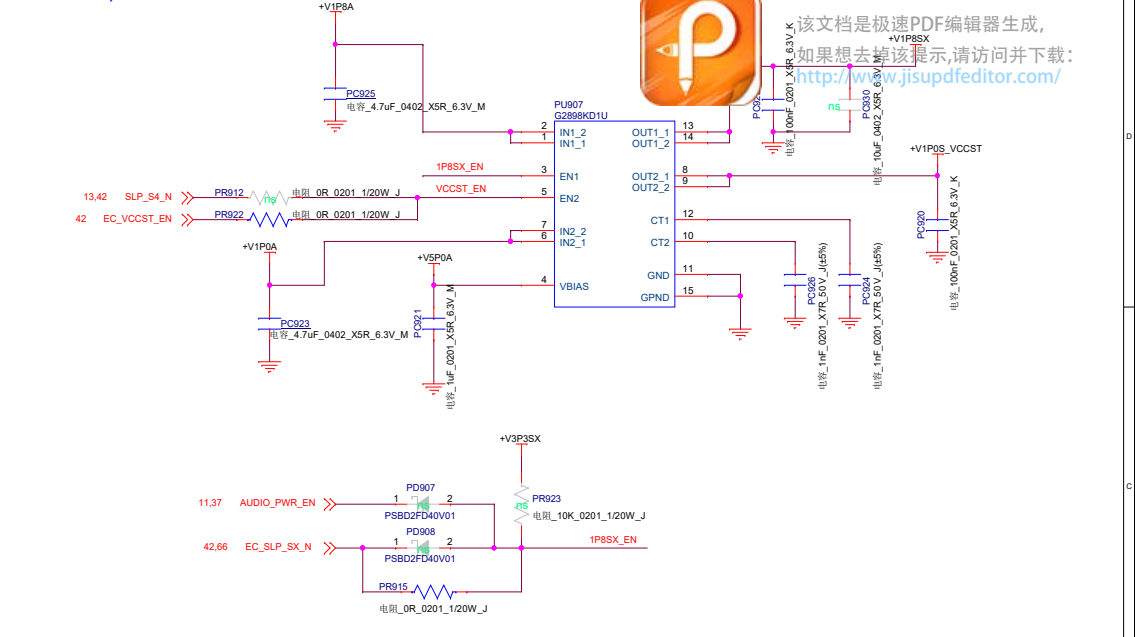 +V1P8A
该文档是极速PDF编辑器生成,
如果想去掉该提示,请访问并下载:
http://www.jisupdfeditor.com/
+V1P8SX
PC925
电容_4.7uF_0402_X5R_6.3V_M
电容_100nF_0201_X5R_6.3V_K
PC930
ns
电容_10uF_0402_X5R_6.3V_M
PU907
G2898KD1U
2 IN1_2 OUT1_1 13
1 IN1_1 OUT1_2 14
1P8SX_EN
3 EN1 OUT2_1 8
OUT2_2 9
+V1P0S_VCCST
13,42 SLP_S4_N PR912 ns 电阻_0R_0201_1/20W_J
VCCST_EN
5 EN2
42 EC_VCCST_EN PR922 电阻_0R_0201_1/20W_J
CT1 12
7 IN2_2
6 IN2_1 CT2 10
PC920
电容_100nF_0201_X5R_6.3V_K
+V1P0A
+V5P0A
4 VBIAS
GND 11
GPND 15
PC926
电容_1nF_0201_X7R_50V_J(±5%)
PC924
电容_1nF_0201_X7R_50V_J(±5%)
PC923
电容_4.7uF_0402_X5R_6.3V_M
PC921
电容_1uF_0201_X5R_6.3V_M
D
+V3P3SX
C
11,37 AUDIO_PWR_EN
PD907
1 ns 2
PSBD2FD40V01
PR923
ns
电阻_10K_0201_1/20W_J
42,66 EC_SLP_SX_N
PD908
1 ns 2
PSBD2FD40V01
1P8SX_EN
PR915
电阻_0R_0201_1/20W_J